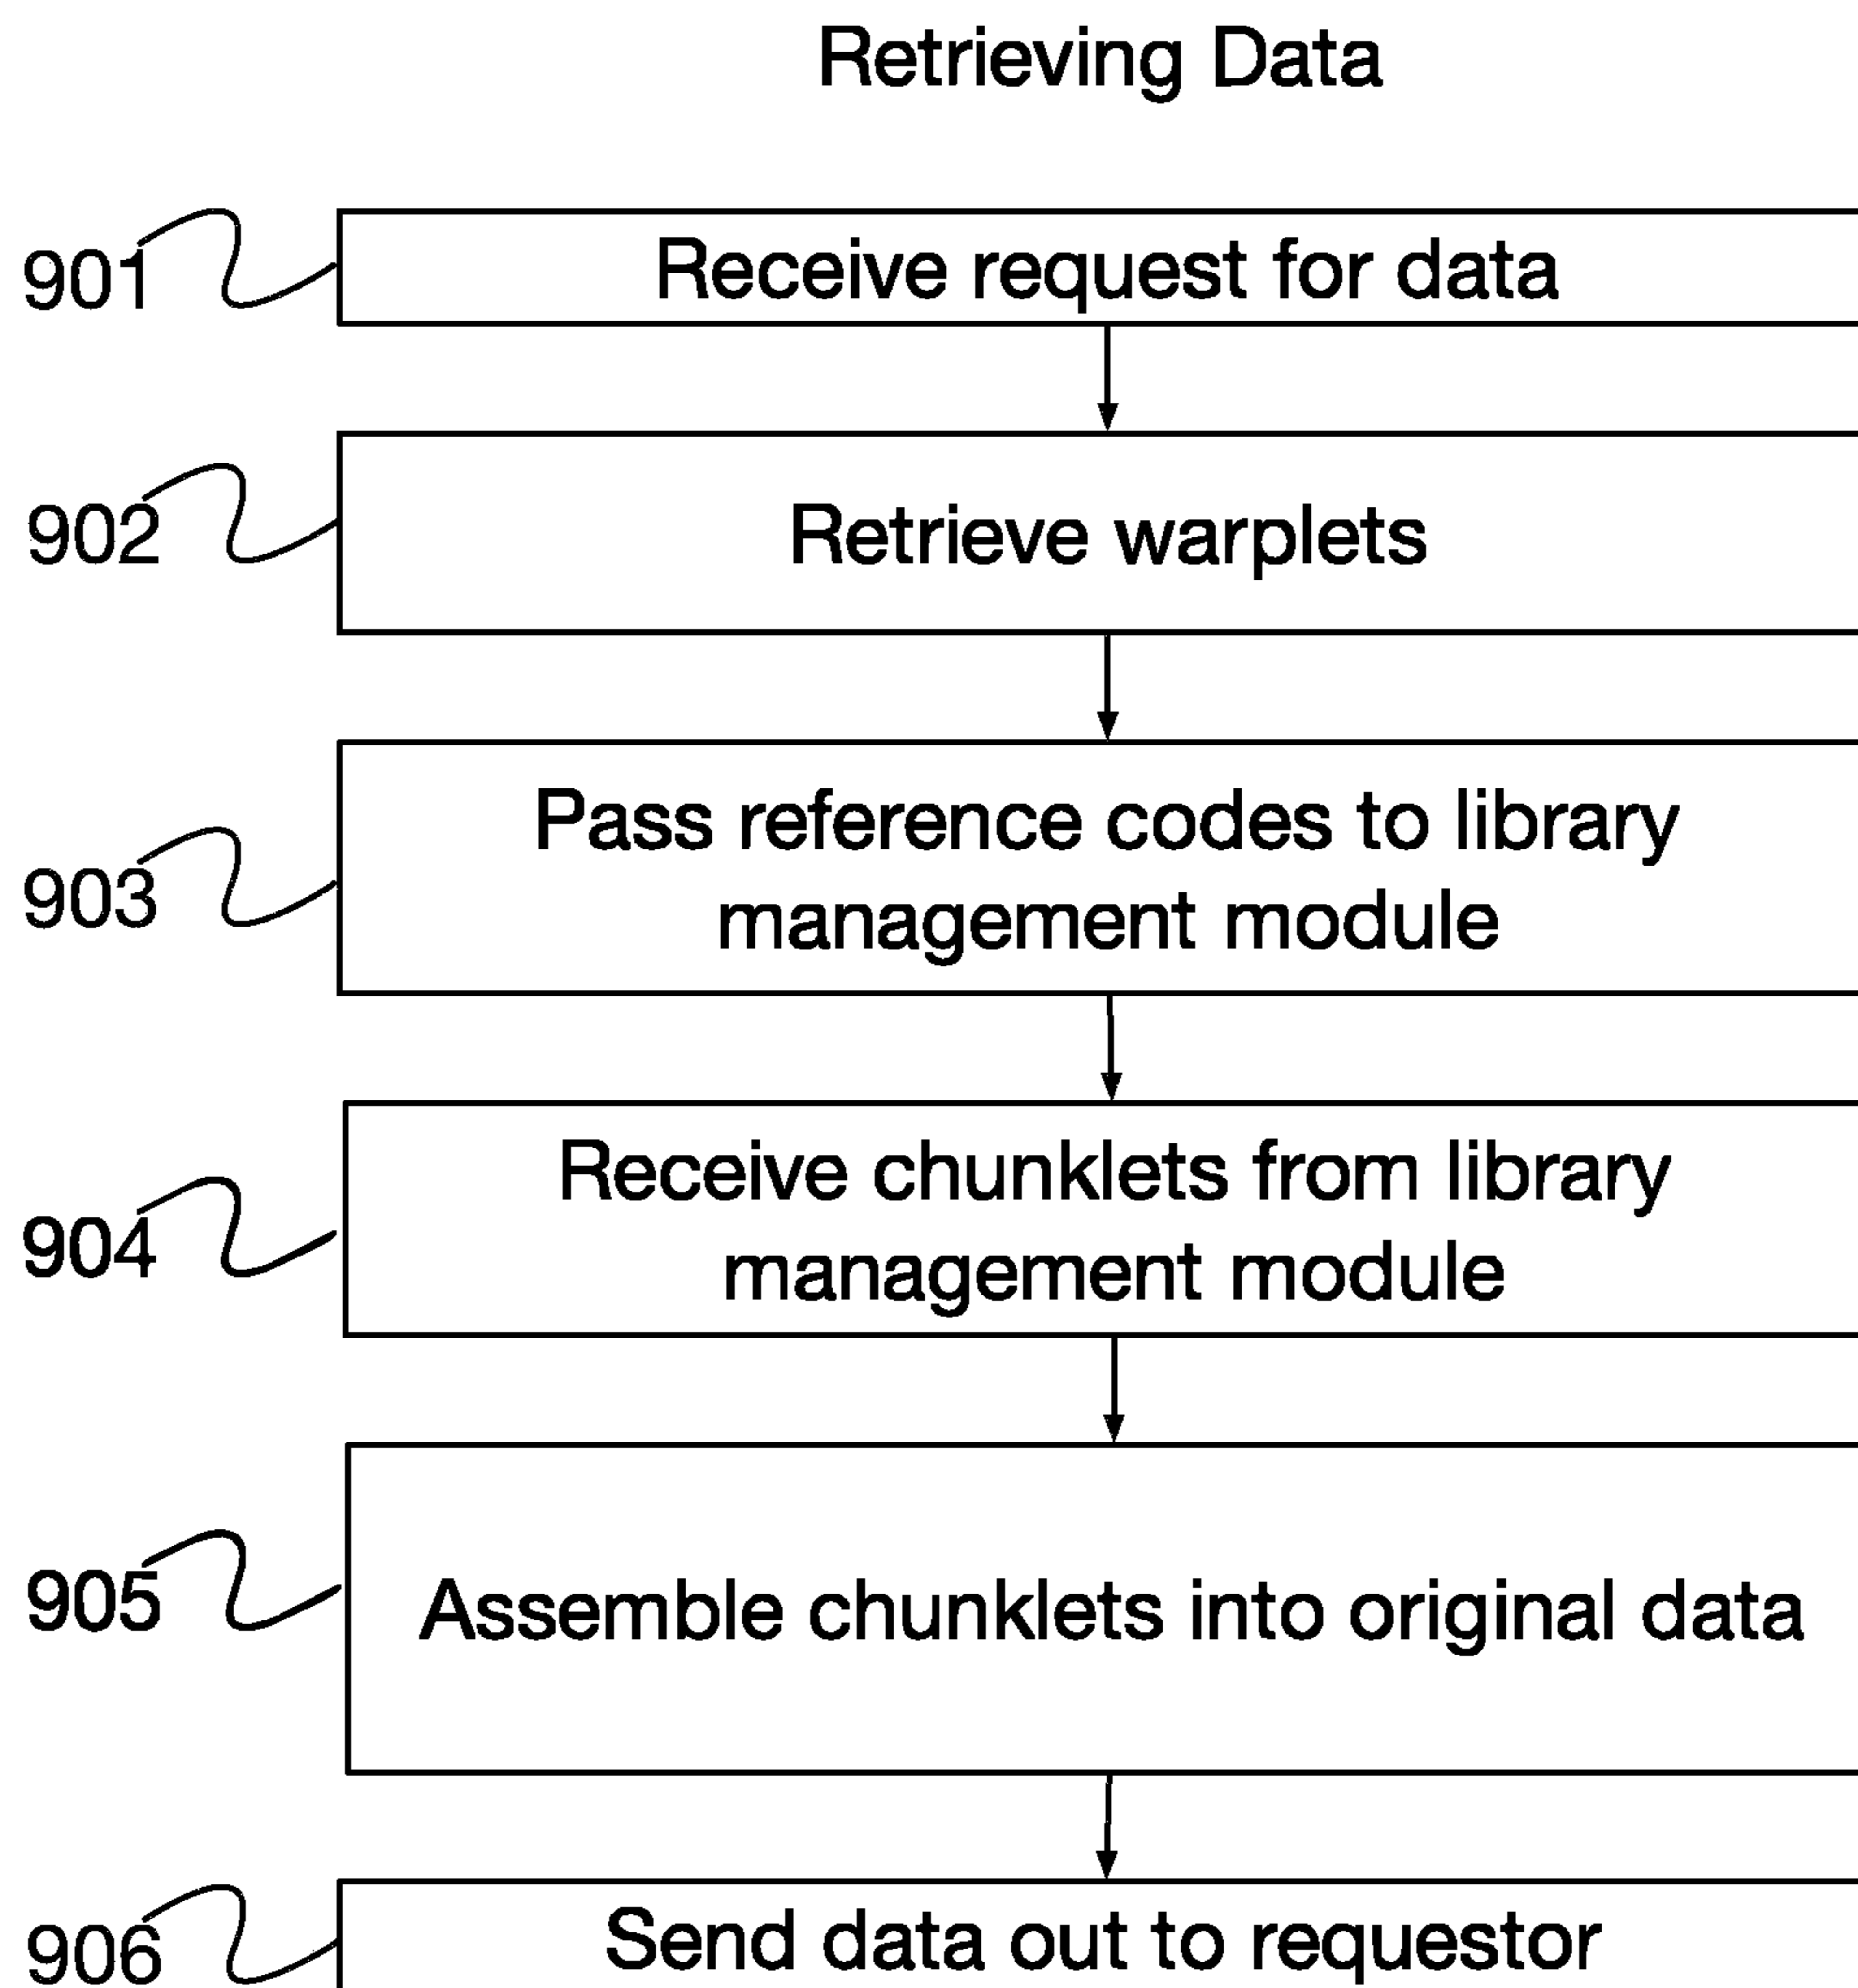 Retrieving Data
901
Receive request for data
902
Retrieve warplets
903
Pass reference codes to library
management module
904
Receive chunklets from library
management module
905
Assemble chunklets into original data
906
Send data out to requestor